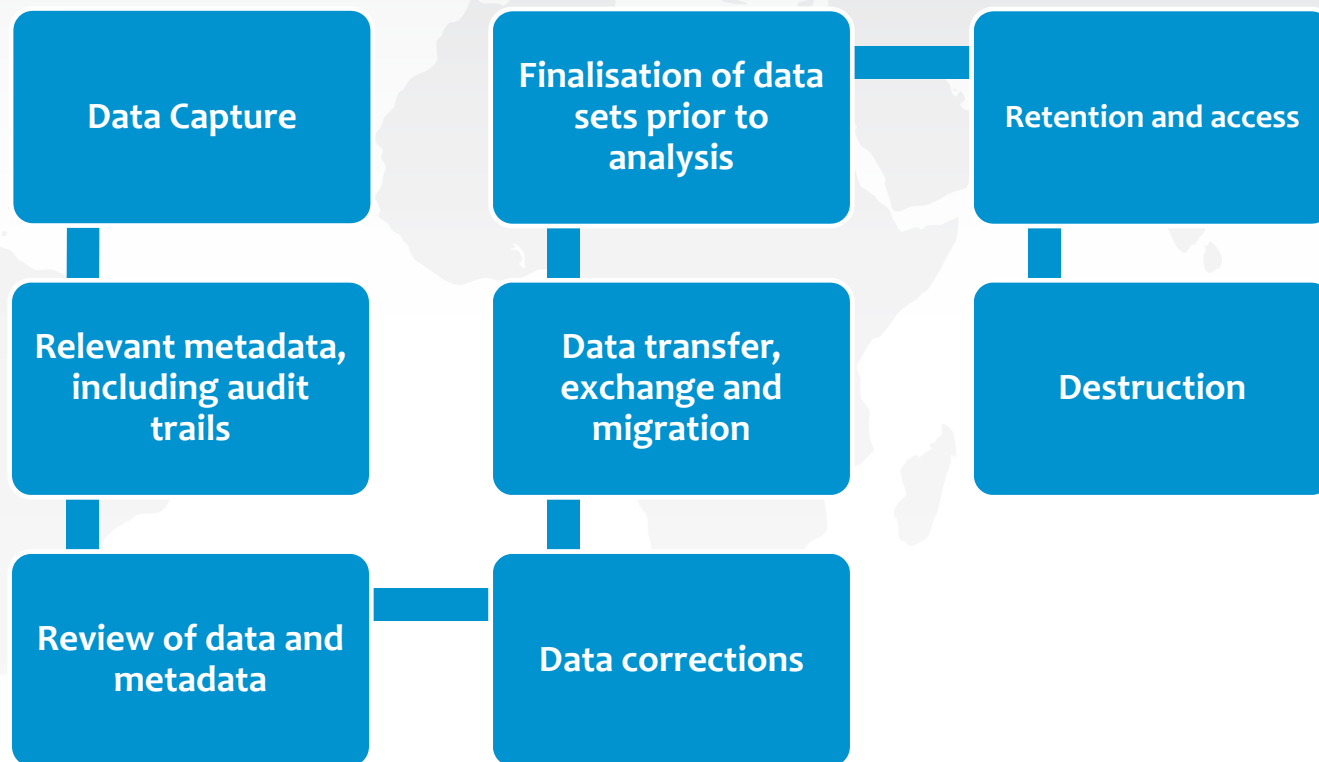 Data Capture
Relevant metadata,
including audit
trails
Review of data and
metadata
Data corrections
Data transfer,
exchange and
migration
Finalisation of data
sets prior to
analysis
Retention and access
Destruction